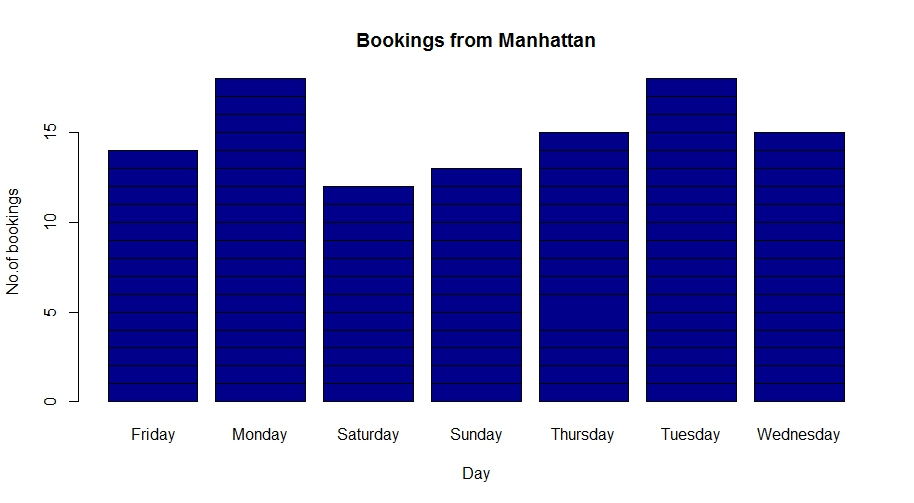 Bookings from Manhattan
No.of bookings
15
10
5
0
Friday Monday Saturday Sunday Thursday Tuesday Wednesday
Day